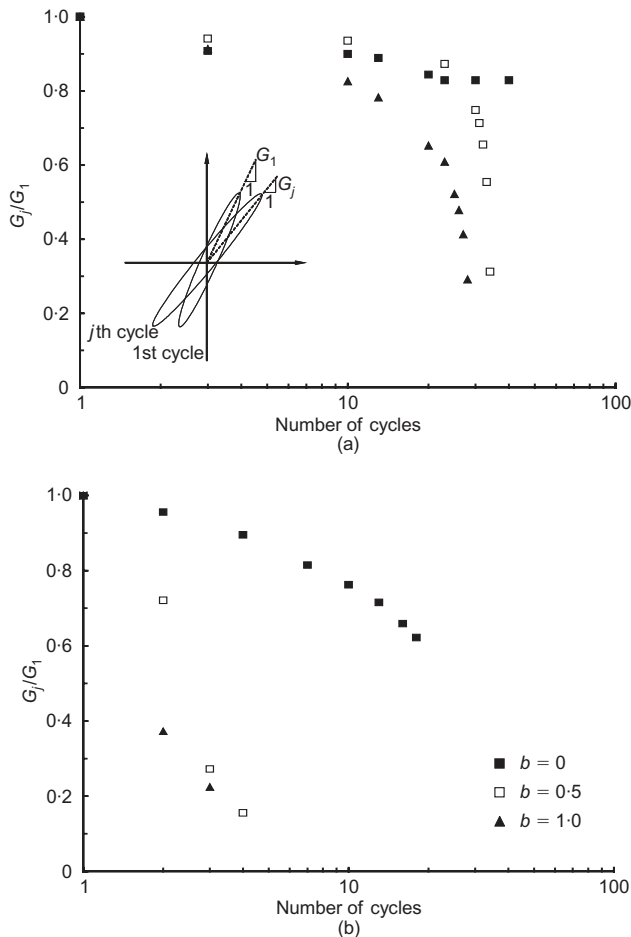 1·0
0·8
0·6
0·4
0·2
0
Gj/G1
G1
1
Gj
1
jth cycle
1st cycle
1
10
100
Number of cycles
(a)
1·0
0·8
0·6
0·4
0·2
0
Gj/G1
b = 0
b = 0·5
b = 1·0
1
10
100
Number of cycles
(b)